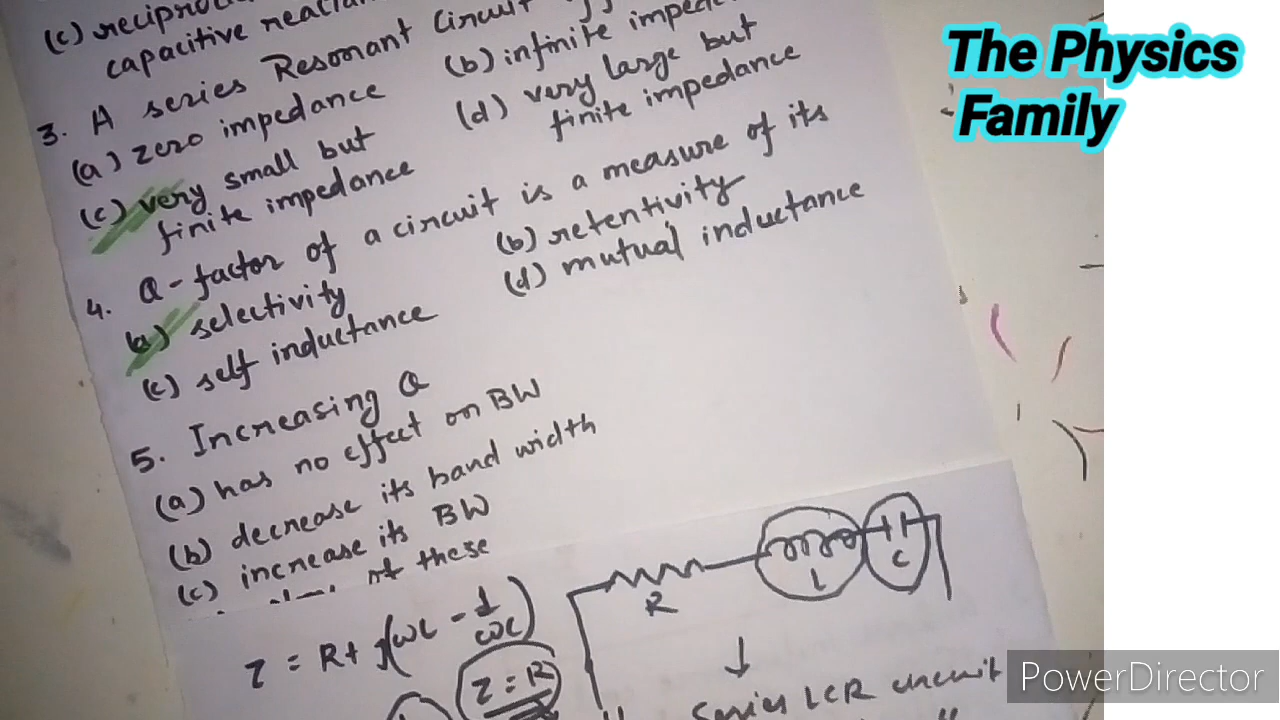 The Physics
Family
(c)
capacitive
3. A series Resonant Circuit
(a) zero impedance
(b) infinite
(c) very small but
finite impedance
(d) very large but
finite impedance
4. Q-factor of a circuit is a measure of its
(a) selectivity
(b) retentivity
(c) self inductance
(d) mutual inductance
5. Increasing Q
(a) has no effect on BW
(b) decrease its band width
(c) increase its BW
of these
Z = R + j(ωL - 1/ωC)
Z = R
R
L
C
↓
Series LCR circuit
PowerDirector